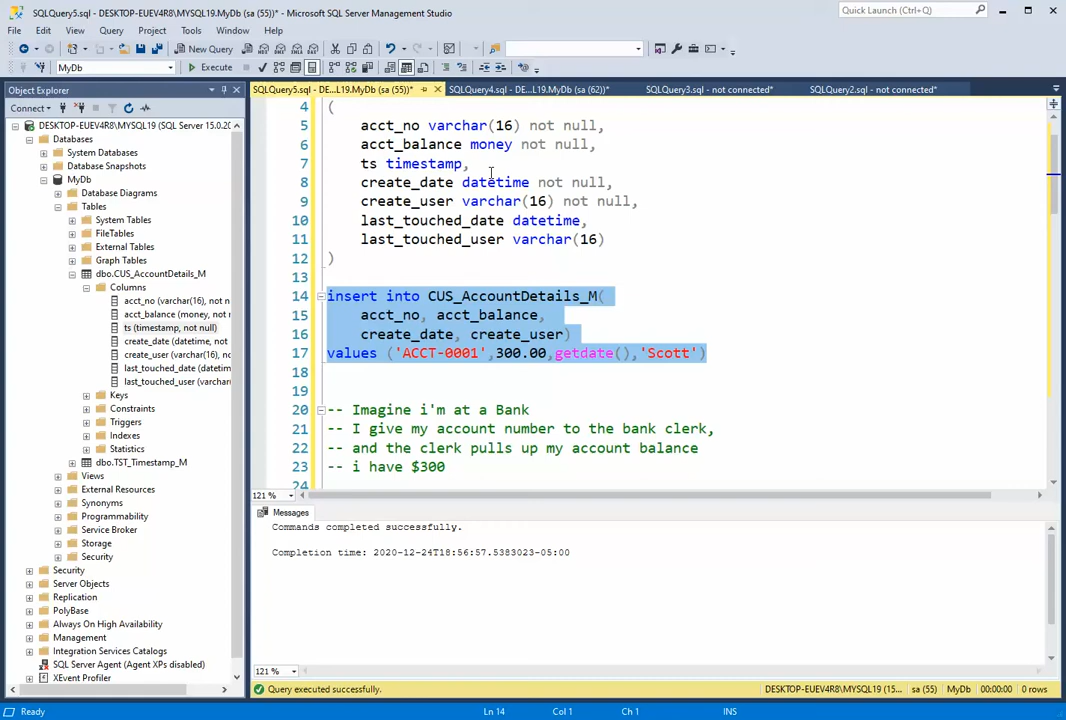 SQLQuery5.sql - DESKTOP-EUEV4R8\MYSQL19.MyDb (sa (55))* - Microsoft SQL Server Management Studio
Quick Launch (Ctrl+Q)
File Edit View Query Project Tools Window Help
New Query
MyDb Execute
Object Explorer
Connect
DESKTOP-EUEV4R8\MYSQL19 (SQL Server 15.0.20
Databases
System Databases
Database Snapshots
MyDb
Database Diagrams
Tables
System Tables
FileTables
External Tables
Graph Tables
dbo.CUS_AccountDetails_M
Columns
acct_no (varchar(16), not n
acct_balance (money, not n
ts (timestamp, not null)
create_date (datetime, not
create_user (varchar(16), n
last_touched_date (datetim
last_touched_user (varchar
Keys
Constraints
Triggers
Indexes
Statistics
dbo.TST_Timestamp_M
Views
External Resources
Synonyms
Programmability
Service Broker
Storage
Security
Security
Server Objects
Replication
PolyBase
Always On High Availability
Management
Integration Services Catalogs
SQL Server Agent (Agent XPs disabled)
XEvent Profiler
SQLQuery5.sql - DE...L19.MyDb (sa (55))* SQLQuery4.sql - DE...L19.MyDb (sa (62))* SQLQuery3.sql - not connected* SQLQuery2.sql - not connected*
4 (
5 acct_no varchar(16) not null,
6 acct_balance money not null,
7 ts timestamp,
8 create_date datetime not null,
9 create_user varchar(16) not null,
10 last_touched_date datetime,
11 last_touched_user varchar(16)
12 )
13
14 insert into CUS_AccountDetails_M(
15 acct_no, acct_balance,
16 create_date, create_user)
17 values ('ACCT-0001',300.00,getdate(),'Scott')
18
19
20 -- Imagine i'm at a Bank
21 -- I give my account number to the bank clerk,
22 -- and the clerk pulls up my account balance
23 -- i have $300
24
121 %
Messages
Commands completed successfully.
Completion time: 2020-12-24T18:56:57.5383023-05:00
121 %
Query executed successfully. DESKTOP-EUEV4R8\MYSQL19 (15... sa (55) MyDb 00:00:00 0 rows
Ready Ln 14 Col 1 Ch 1 INS